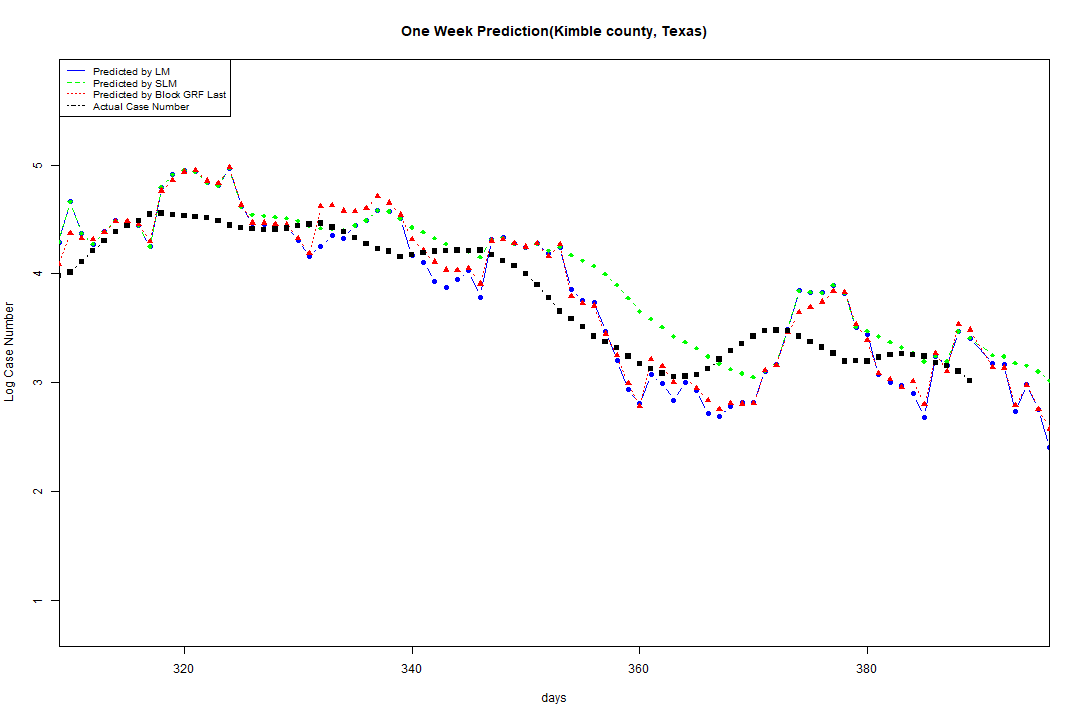 One Week Prediction(Kimble county, Texas)
Predicted by LM
Predicted by SLM
Predicted by Block GRF Last
Actual Case Number
5
4
3
2
1
Log Case Number
320 340 360 380
days